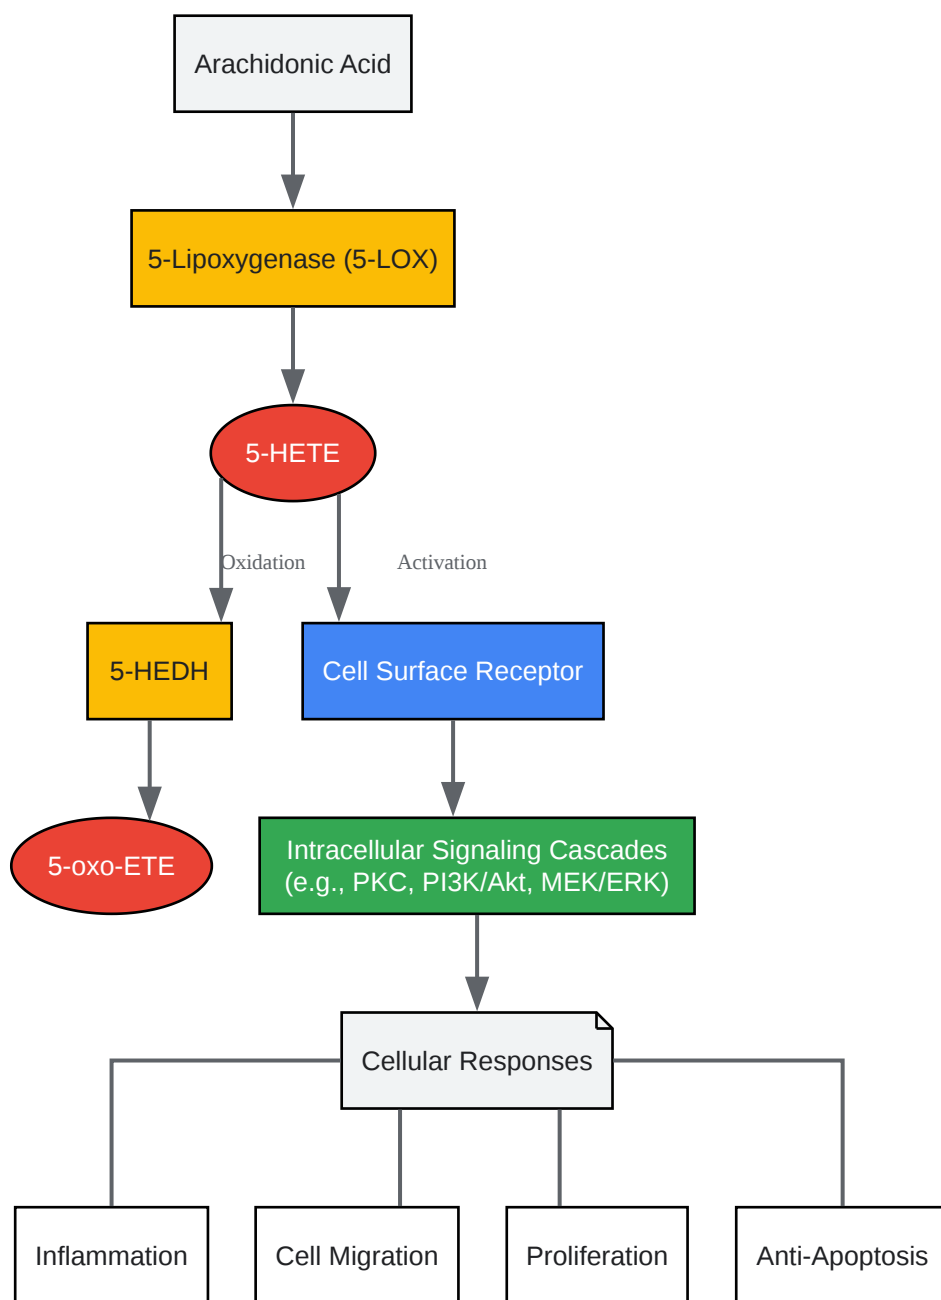 Arachidonic Acid
5-Lipoxygenase (5-LOX)
5-HETE
Oxidation
Activation
5-HEDH
Cell Surface Receptor
5-oxo-ETE
Intracellular Signaling Cascades
(e.g., PKC, PI3K/Akt, MEK/ERK)
Cellular Responses
Inflammation
Cell Migration
Proliferation
Anti-Apoptosis